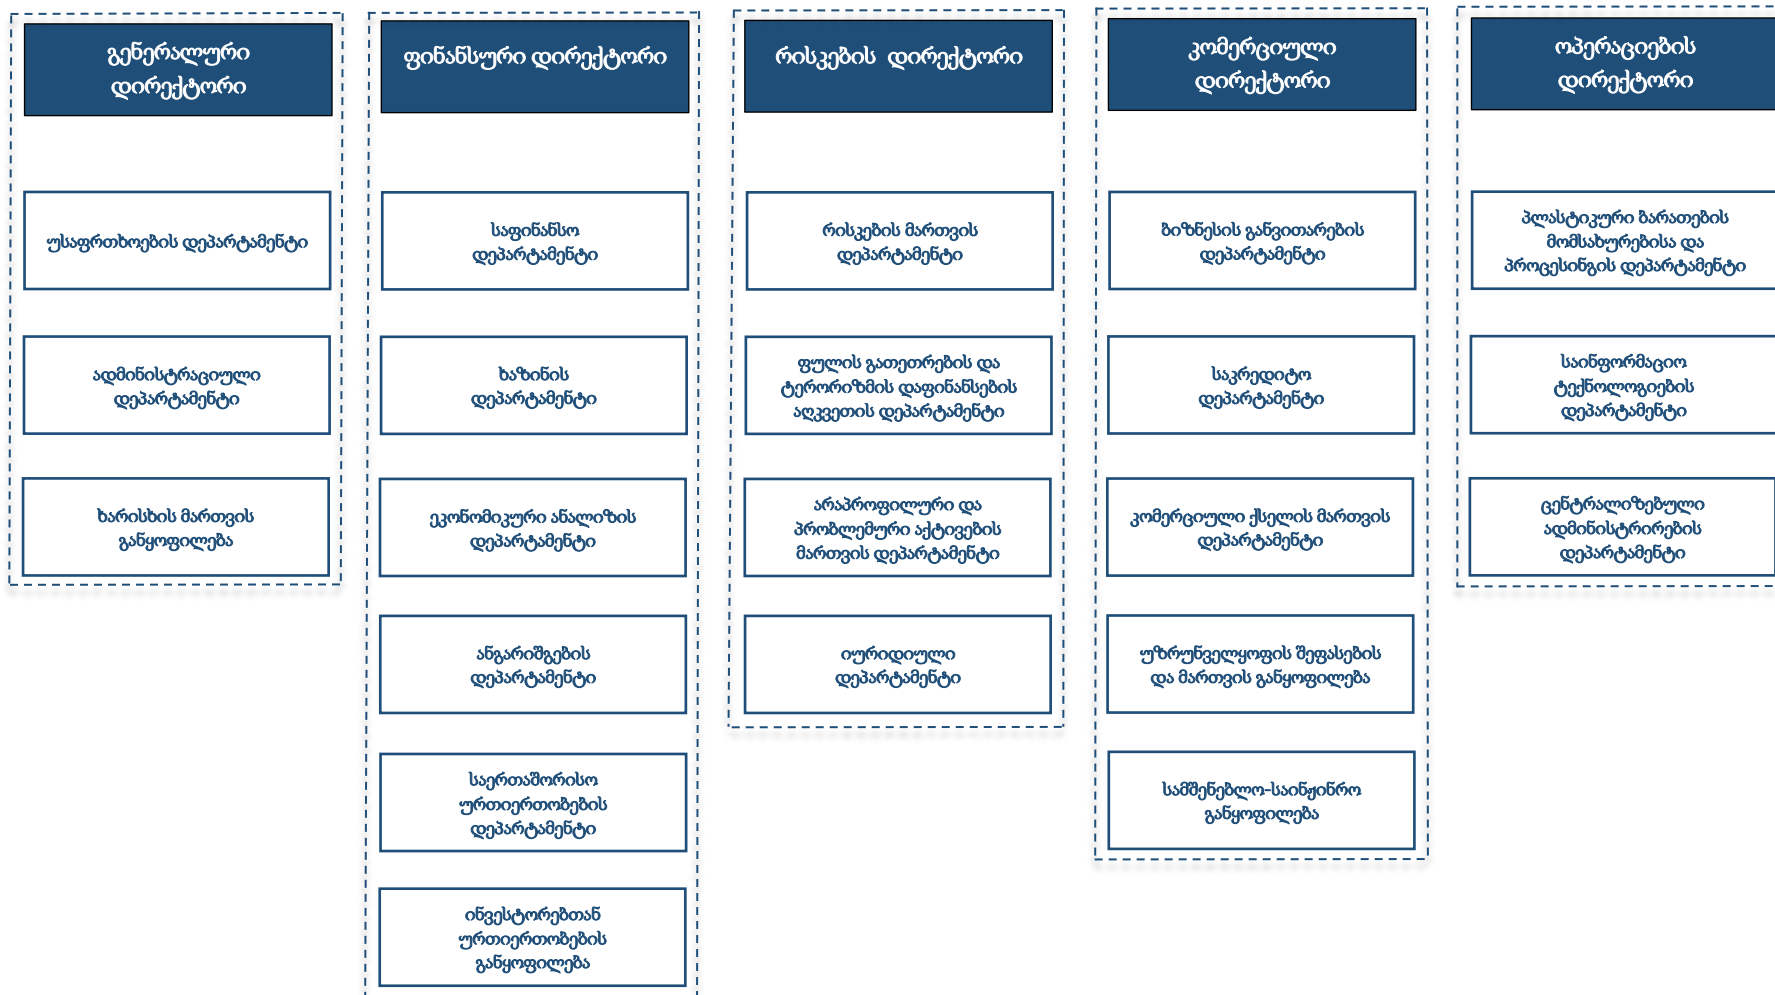 გენერალური
დირექტორი
უსაფრთხოების დეპარტამენტი
ადმინისტრაციული
დეპარტამენტი
ხარისხის მართვის
განყოფილება
ფინანსური დირექტორი
საფინანსო
დეპარტამენტი
ხაზინის
დეპარტამენტი
ეკონომიკური ანალიზის
დეპარტამენტი
ანგარიშგების
დეპარტამენტი
საერთაშორისო
ურთიერთობების
დეპარტამენტი
ინვესტორებთან
ურთიერთობების
განყოფილება
რისკების დირექტორი
რისკების მართვის
დეპარტამენტი
ფულის გათეთრების და
ტერორიზმის დაფინანსების
აღკვეთის დეპარტამენტი
არაპროფილური და
პრობლემური აქტივების
მართვის დეპარტამენტი
იურიდიული
დეპარტამენტი
კომერციული
დირექტორი
ბიზნესის განვითარების
დეპარტამენტი
საკრედიტო
დეპარტამენტი
კომერციული ქსელის მართვის
დეპარტამენტი
უზრუნველყოფის შეფასების
და მართვის განყოფილება
სამშენებლო-საინჟინრო
განყოფილება
ოპერაციების
დირექტორი
პლასტიკური ბარათების
მომსახურებისა და
პროცესინგის დეპარტამენტი
საინფორმაციო
ტექნოლოგიების
დეპარტამენტი
ცენტრალიზებული
ადმინისტრირების
დეპარტამენტი